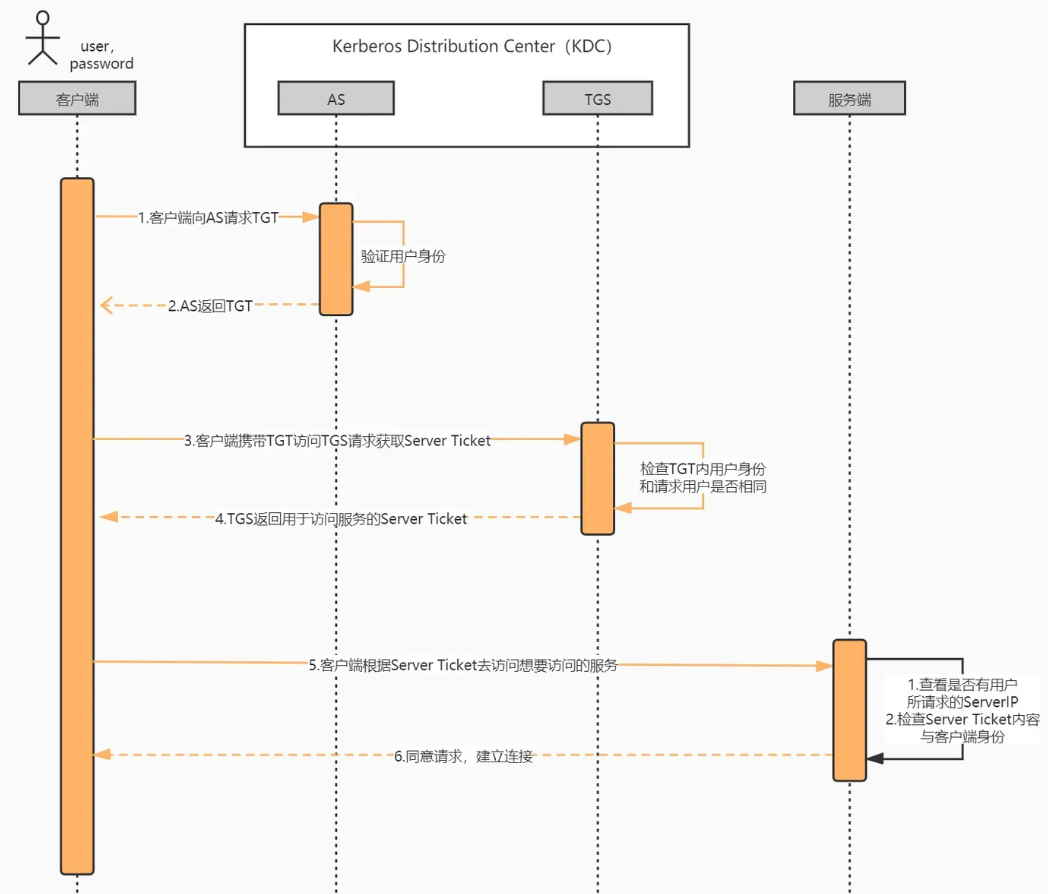 user，
password
Kerberos Distribution Center（KDC）
客户端
AS
TGS
服务端
1.客户端向AS请求TGT
验证用户身份
2.AS返回TGT
3.客户端携带TGT访问TGS请求获取Server Ticket
检查TGT内用户身份
和请求用户是否相同
4.TGS返回用于访问服务的Server Ticket
5.客户端根据Server Ticket去访问想要访问的服务
1.查看是否有用户
所请求的ServerIP
2.检查Server Ticket内容
与客户端身份
6.同意请求，建立连接